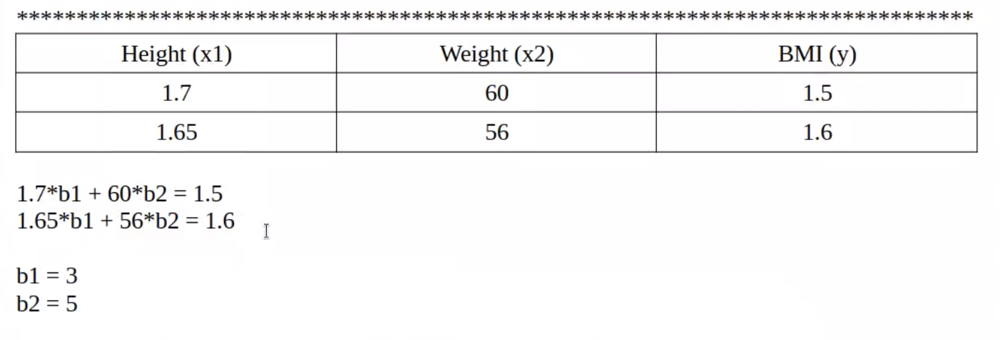 ********************************************************************************
Height (x1) Weight (x2) BMI (y)
1.7 60 1.5
1.65 56 1.6
1.7*b1 + 60*b2 = 1.5
1.65*b1 + 56*b2 = 1.6
b1 = 3
b2 = 5